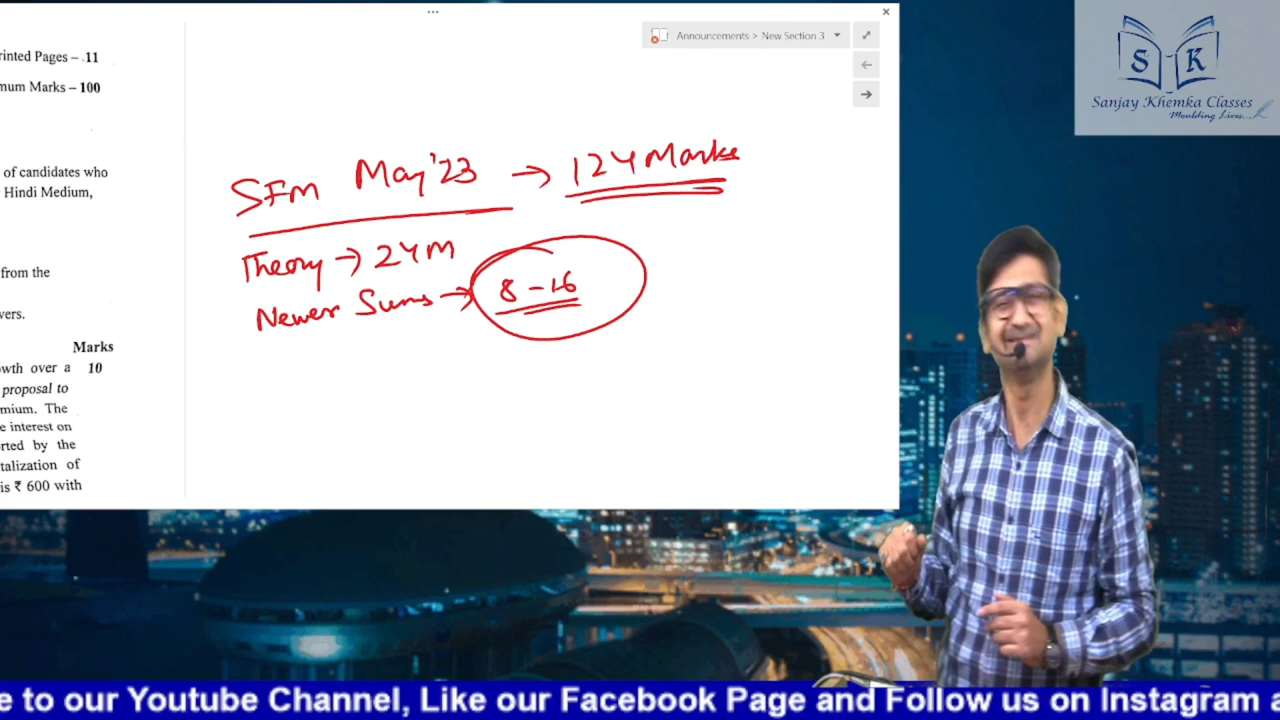 rinted Pages – 11
mum Marks – 100
of candidates who
Hindi Medium,
from the
vers.
Marks
wth over a 10
proposal to
mium. The
e interest on
rted by the
talization of
is ₹ 600 with
Announcements > New Section 3
SFM May'23 → 124 Marks
Theory → 24M
Newer Sums → 8 – 16
S K
Sanjay Khemka Classes
Moulding Lives...
e to our Youtube Channel, Like our Facebook Page and Follow us on Instagram a